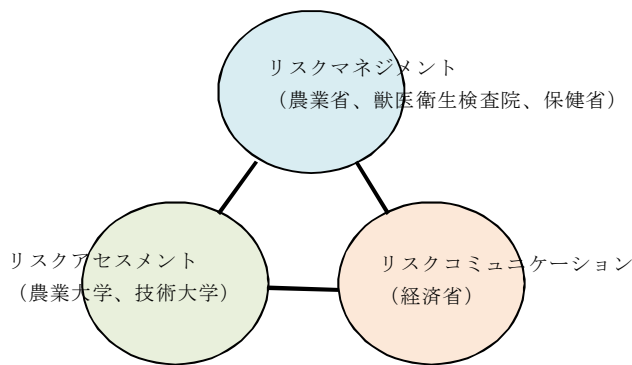 リスクマネジメント
（農業省、獣医衛生検査院、保健省）
リスクアセスメント
（農業大学、技術大学）
リスクコミュニケーション
（経済省）